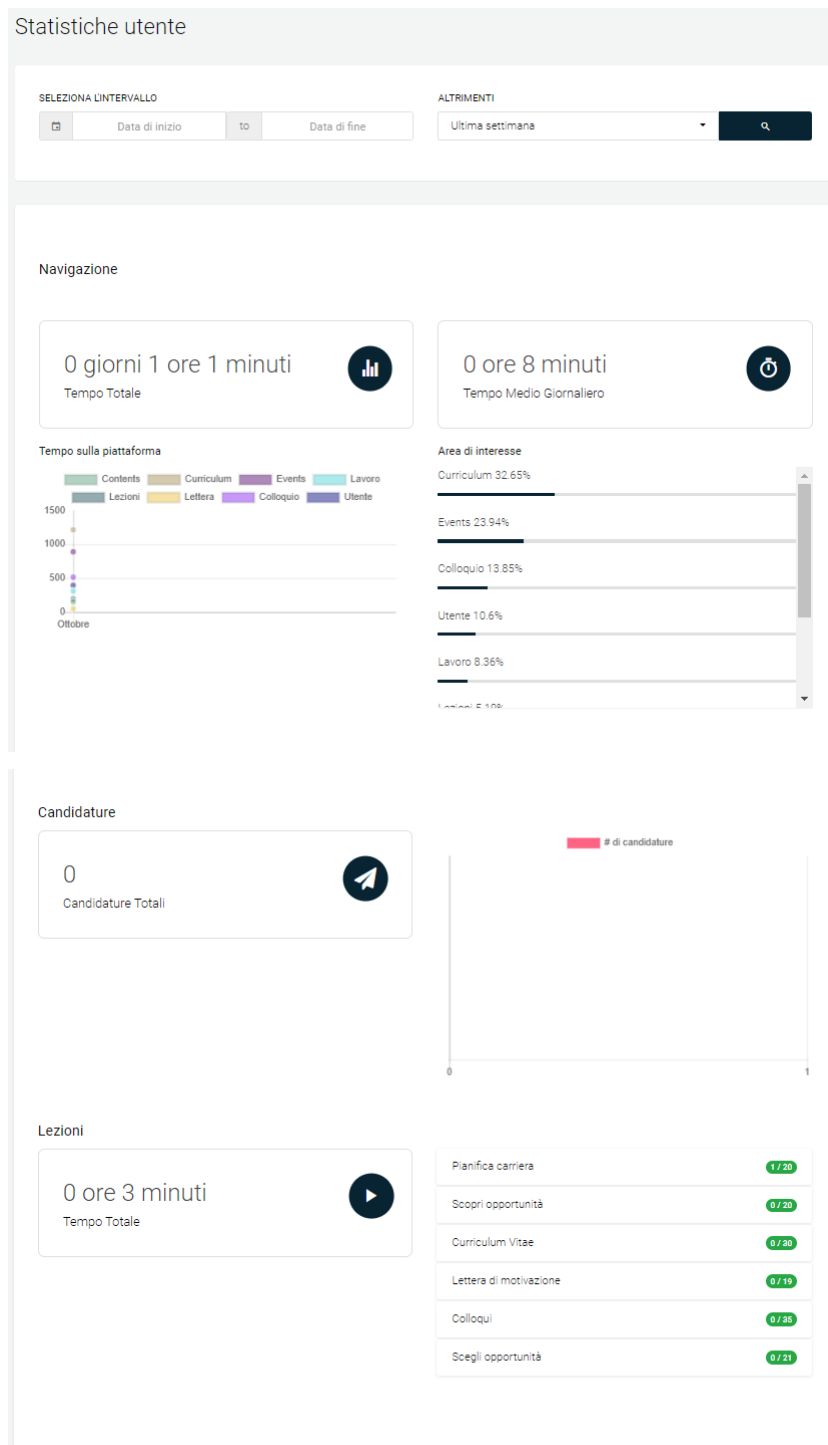 Statistiche utente
SELEZIONA L'INTERVALLO
ALTRIMENTI
Data di inizio to Data di fine
Ultima settimana
Navigazione
0 giorni 1 ore 1 minuti
Tempo Totale
0 ore 8 minuti
Tempo Medio Giornaliero
Tempo sulla piattaforma
Contents Curriculum Events Lavoro
Lezioni Lettera Colloquio Utente
1500
1000
500
0
Ottobre
Area di interesse
Curriculum 32.65%
Events 23.94%
Colloquio 13.85%
Utente 10.6%
Lavoro 8.36%
Lezioni 5.19%
Candidature
0
Candidature Totali
# di candidature
0 1
Lezioni
0 ore 3 minuti
Tempo Totale
Pianifica carriera 1 / 20
Scopri opportunità 0 / 20
Curriculum Vitae 0 / 30
Lettera di motivazione 0 / 19
Colloqui 0 / 35
Scegli opportunità 0 / 21